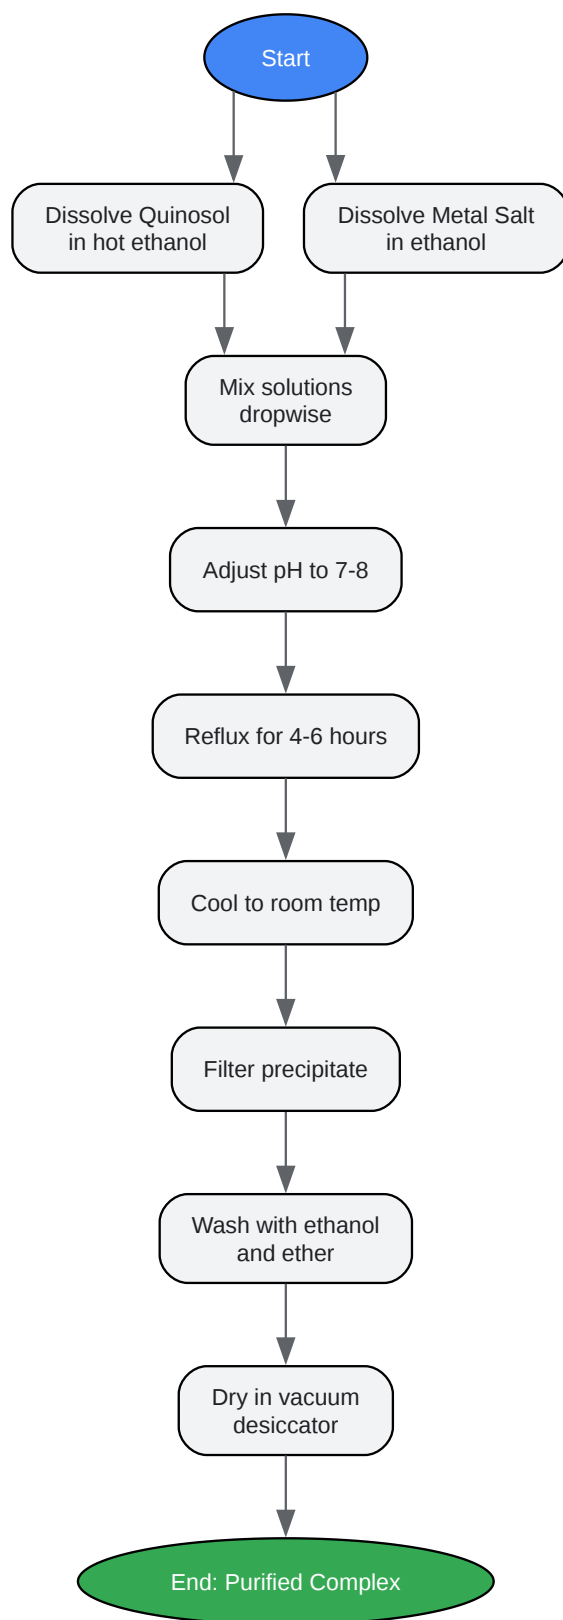 Start
Dissolve Quinosol
in hot ethanol
Dissolve Metal Salt
in ethanol
Mix solutions
dropwise
Adjust pH to 7-8
Reflux for 4-6 hours
Cool to room temp
Filter precipitate
Wash with ethanol
and ether
Dry in vacuum
desiccator
End: Purified Complex